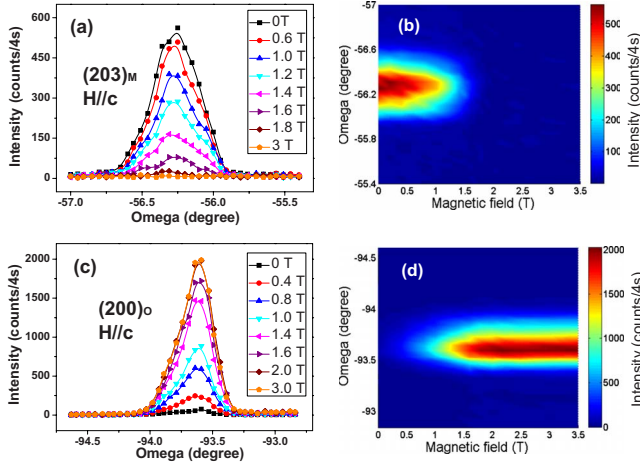 (a)
(203)M
H//c
0T
0.6 T
1.0 T
1.2 T
1.4 T
1.6 T
1.8 T
3 T
600
450
300
150
0
Intensity (counts/4s)
-57.0 -56.5 -56.0 -55.5
Omega (degree)
(b)
-57
-56.6
-56.2
-55.8
-55.4
Omega (degree)
0 0.5 1 1.5 2 2.5 3 3.5
Magnetic field (T)
500
400
300
200
100
0
Intensity (counts/4s)
(c)
(200)O
H//c
0 T
0.4 T
0.8 T
1.0 T
1.4 T
1.6 T
2.0 T
3.0 T
2000
1500
1000
500
0
Intensity (counts/4s)
-94.5 -94.0 -93.5 -93.0
Omega (degree)
(d)
-94.5
-94
-93.5
-93
Omega (degree)
0 0.5 1 1.5 2 2.5 3 3.5
Magnetic field (T)
2000
1600
1200
800
400
0
Intensity (counts/4s)